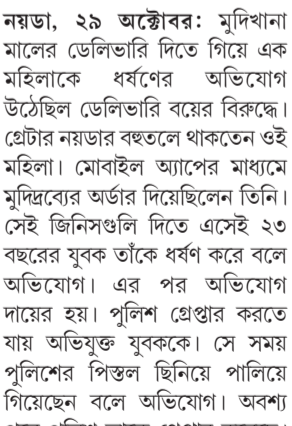 নয়ডা, ২৯ অক্টোবর: মুদিখানা
মালের ডেলিভারি দিতে গিয়ে এক
মহিলাকে ধর্ষণের অভিযোগ
উঠেছিল ডেলিভারি বয়ের বিরুদ্ধে।
গ্রেটার নয়ডার বহুতলে থাকতেন ওই
মহিলা। মোবাইল অ্যাপের মাধ্যমে
মুদিদ্রব্যের অর্ডার দিয়েছিলেন তিনি।
সেই জিনিসগুলি দিতে এসেই ২৩
বছরের যুবক তাঁকে ধর্ষণ করে বলে
অভিযোগ। এর পর অভিযোগ
দায়ের হয়। পুলিশ গ্রেপ্তার করতে
যায় অভিযুক্ত যুবককে। সে সময়
পুলিশের পিস্তল ছিনিয়ে পালিয়ে
গিয়েছেন বলে অভিযোগ। অবশ্য